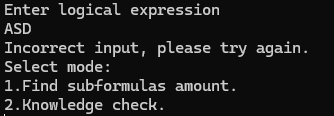 Enter logical expression
ASD
Incorrect input, please try again.
Select mode:
1.Find subformulas amount.
2.Knowledge check.